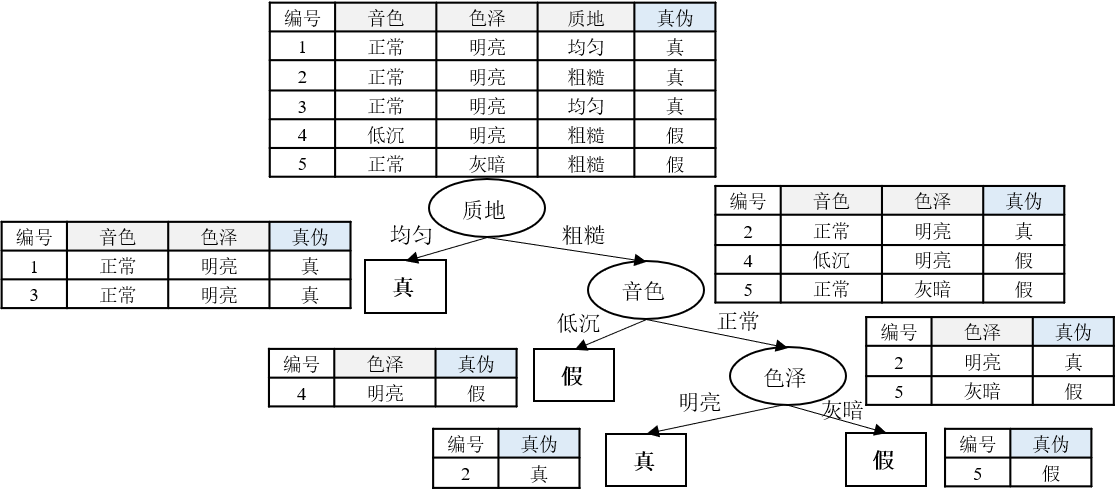 编号 音色 色泽 质地 真伪
1 正常 明亮 均匀 真
2 正常 明亮 粗糙 真
3 正常 明亮 均匀 真
4 低沉 明亮 粗糙 假
5 正常 灰暗 粗糙 假
质地
均匀 粗糙
编号 音色 色泽 真伪
1 正常 明亮 真
3 正常 明亮 真
真
编号 音色 色泽 真伪
2 正常 明亮 真
4 低沉 明亮 假
5 正常 灰暗 假
音色
低沉 正常
编号 色泽 真伪
4 明亮 假
假
编号 色泽 真伪
2 明亮 真
5 灰暗 假
色泽
明亮 灰暗
编号 真伪
2 真
真
假
编号 真伪
5 假